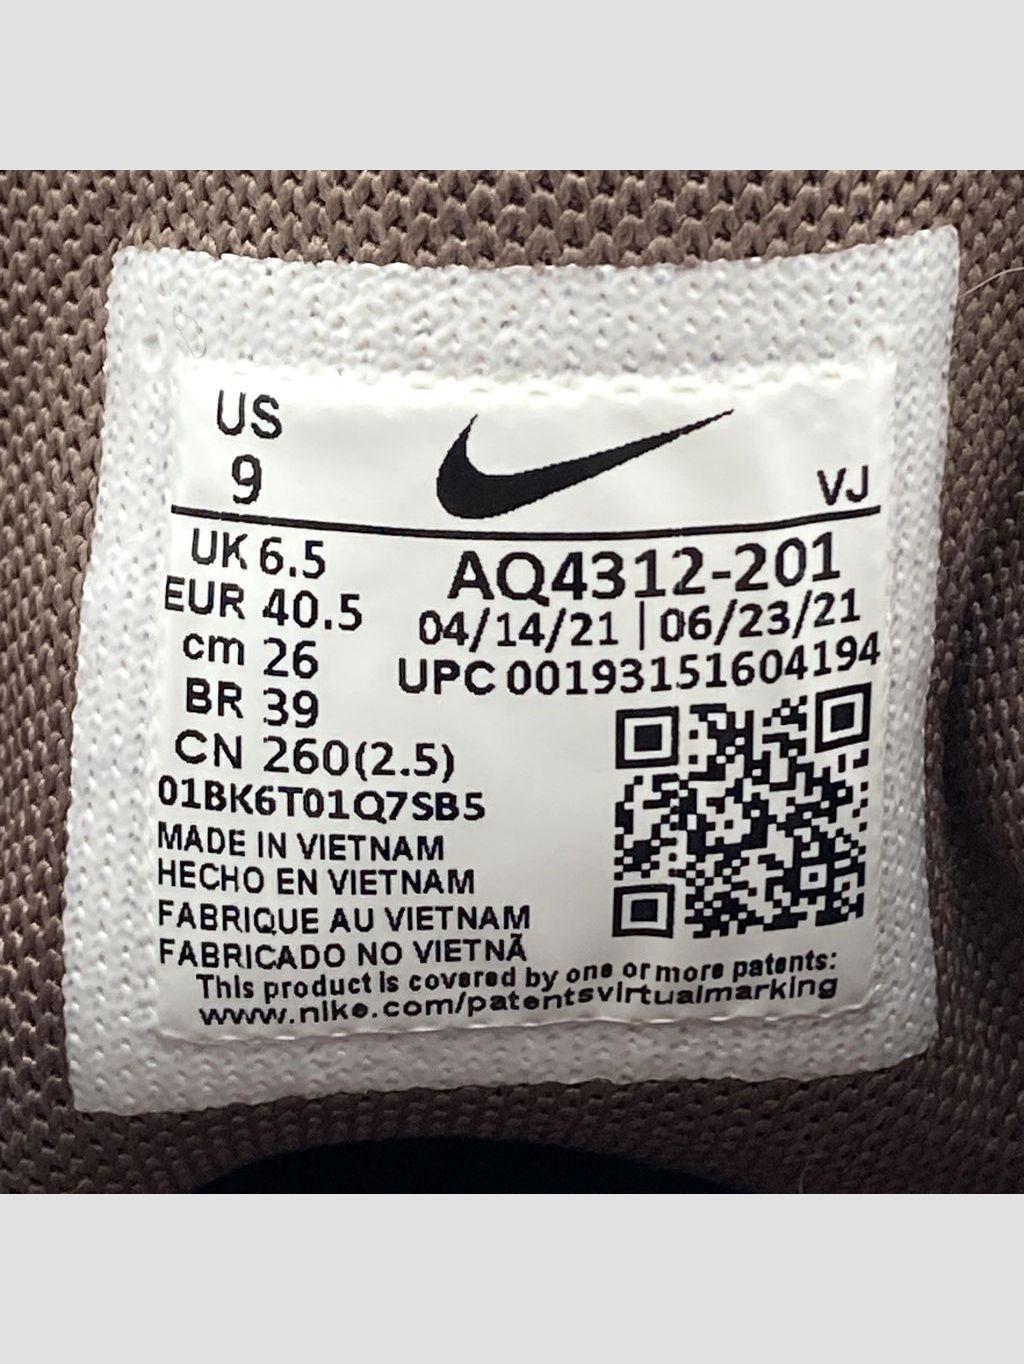 US
9
VJ
UK 6.5
EUR 40.5
cm 26
BR 39
CN 260(2.5)
01BK6T01Q7SB5
AQ4312-201
04/14/21 | 06/23/21
UPC 00193151604194
MADE IN VIETNAM
HECHO EN VIETNAM
FABRIQUE AU VIETNAM
FABRICADO NO VIETNÃ
This product is covered by one or more patents:
www.nike.com/patentsvirtualmarking